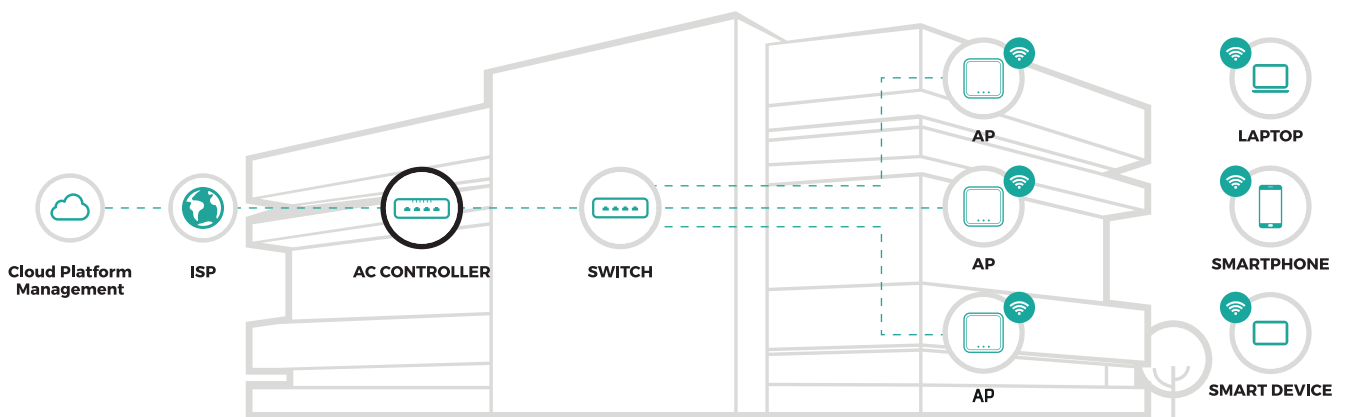 Cloud Platform
Management
ISP
AC CONTROLLER
SWITCH
AP
AP
AP
LAPTOP
SMARTPHONE
SMART DEVICE